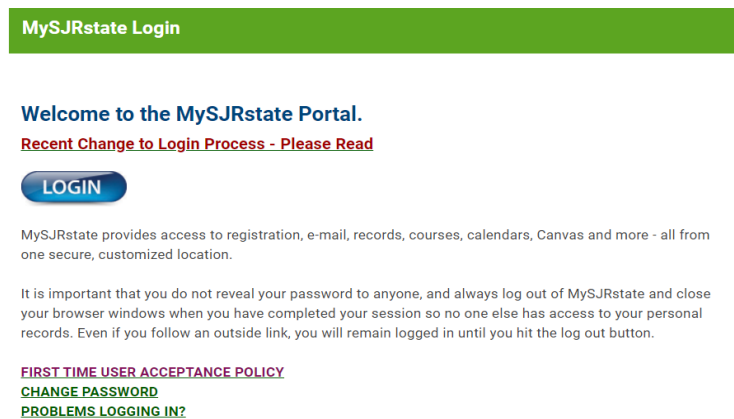 MySJRstate Login
Welcome to the MySJRstate Portal.
Recent Change to Login Process - Please Read
LOGIN
MySJRstate provides access to registration, e-mail, records, courses, calendars, Canvas and more - all from
one secure, customized location.
It is important that you do not reveal your password to anyone, and always log out of MySJRstate and close
your browser windows when you have completed your session so no one else has access to your personal
records. Even if you follow an outside link, you will remain logged in until you hit the log out button.
FIRST TIME USER ACCEPTANCE POLICY
CHANGE PASSWORD
PROBLEMS LOGGING IN?